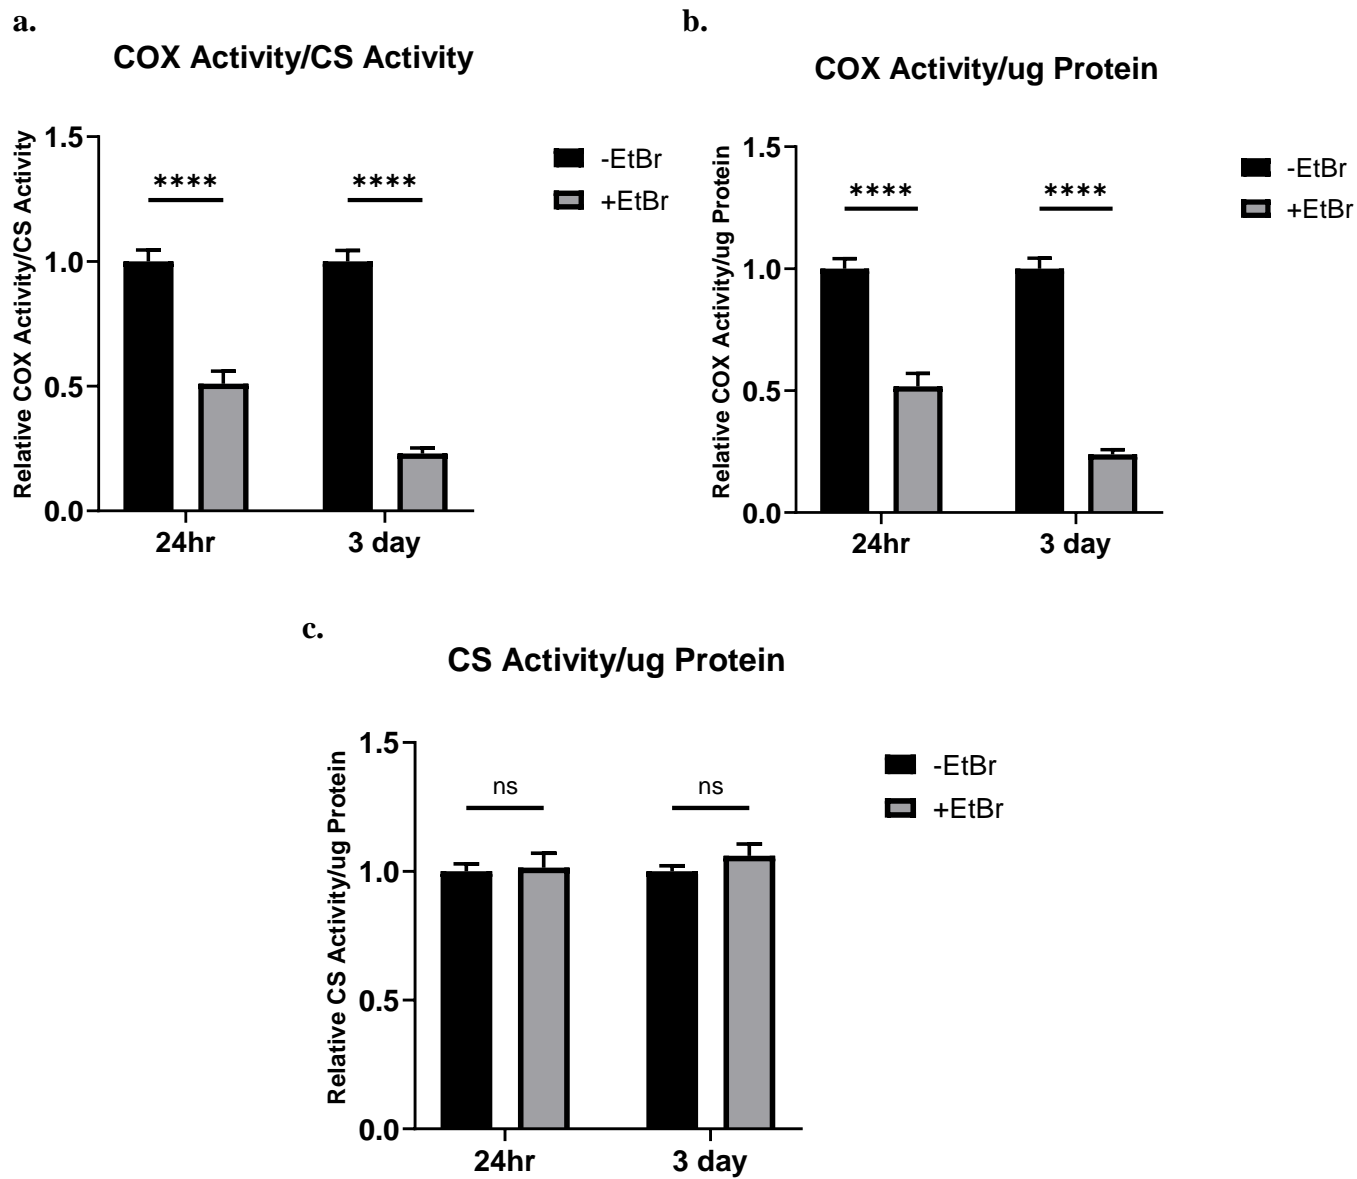 a.
COX Activity/CS Activity
Relative COX Activity/CS Activity
1.5
1.0
0.5
0.0
****
****
24hr
3 day
-EtBr
+EtBr
b.
COX Activity/ug Protein
Relative COX Activity/ug Protein
1.5
1.0
0.5
0.0
****
****
24hr
3 day
-EtBr
+EtBr
c.
CS Activity/ug Protein
Relative CS Activity/ug Protein
1.5
1.0
0.5
0.0
ns
ns
24hr
3 day
-EtBr
+EtBr